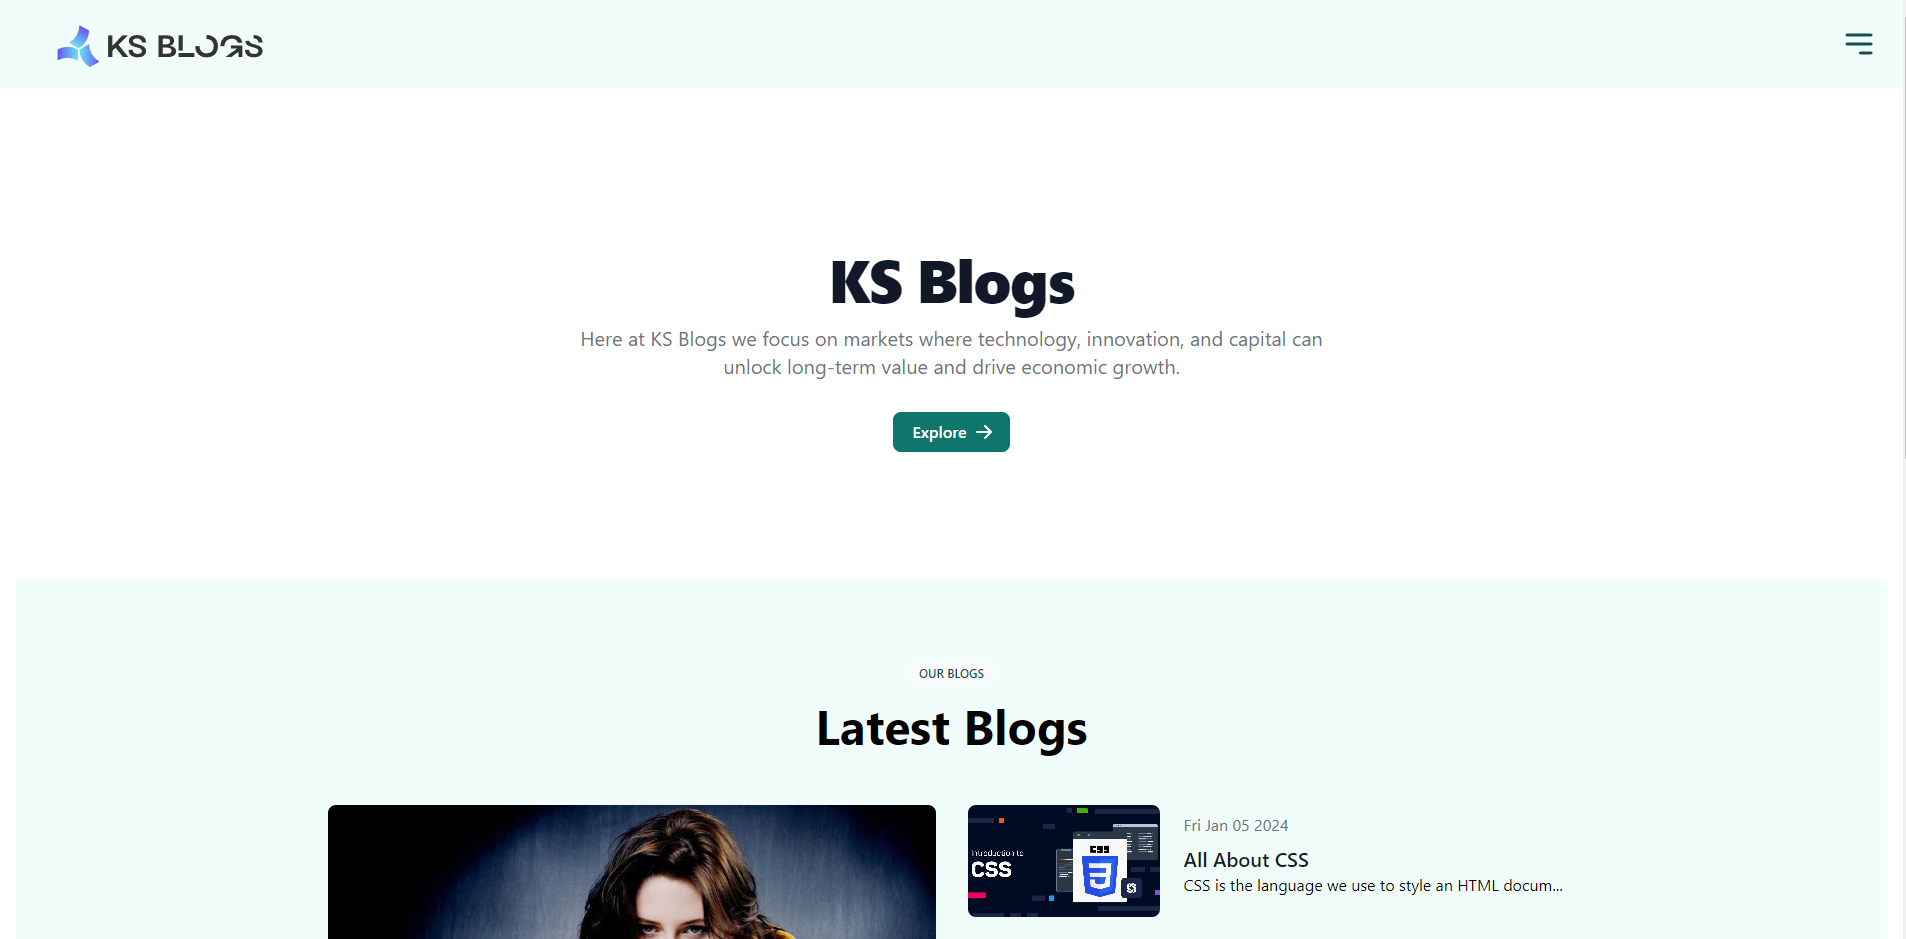 KS BLOGS
KS Blogs
Here at KS Blogs we focus on markets where technology, innovation, and capital can
unlock long-term value and drive economic growth.
Explore
OUR BLOGS
Latest Blogs
Introduction to
CSS
CSS
Fri Jan 05 2024
All About CSS
CSS is the language we use to style an HTML docum...